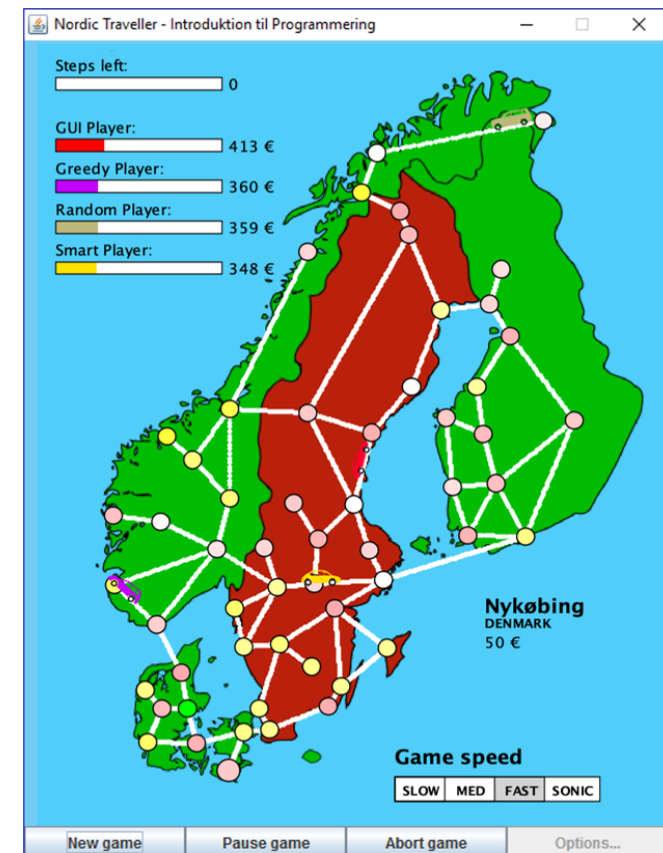 Nordic Traveller - Introduktion til Programmering
Steps left:
0
GUI Player:
413 €
Greedy Player:
360 €
Random Player:
359 €
Smart Player:
348 €
Nykøbing
DENMARK
50 €
Game speed
SLOW MED FAST SONIC
New game Pause game Abort game Options...